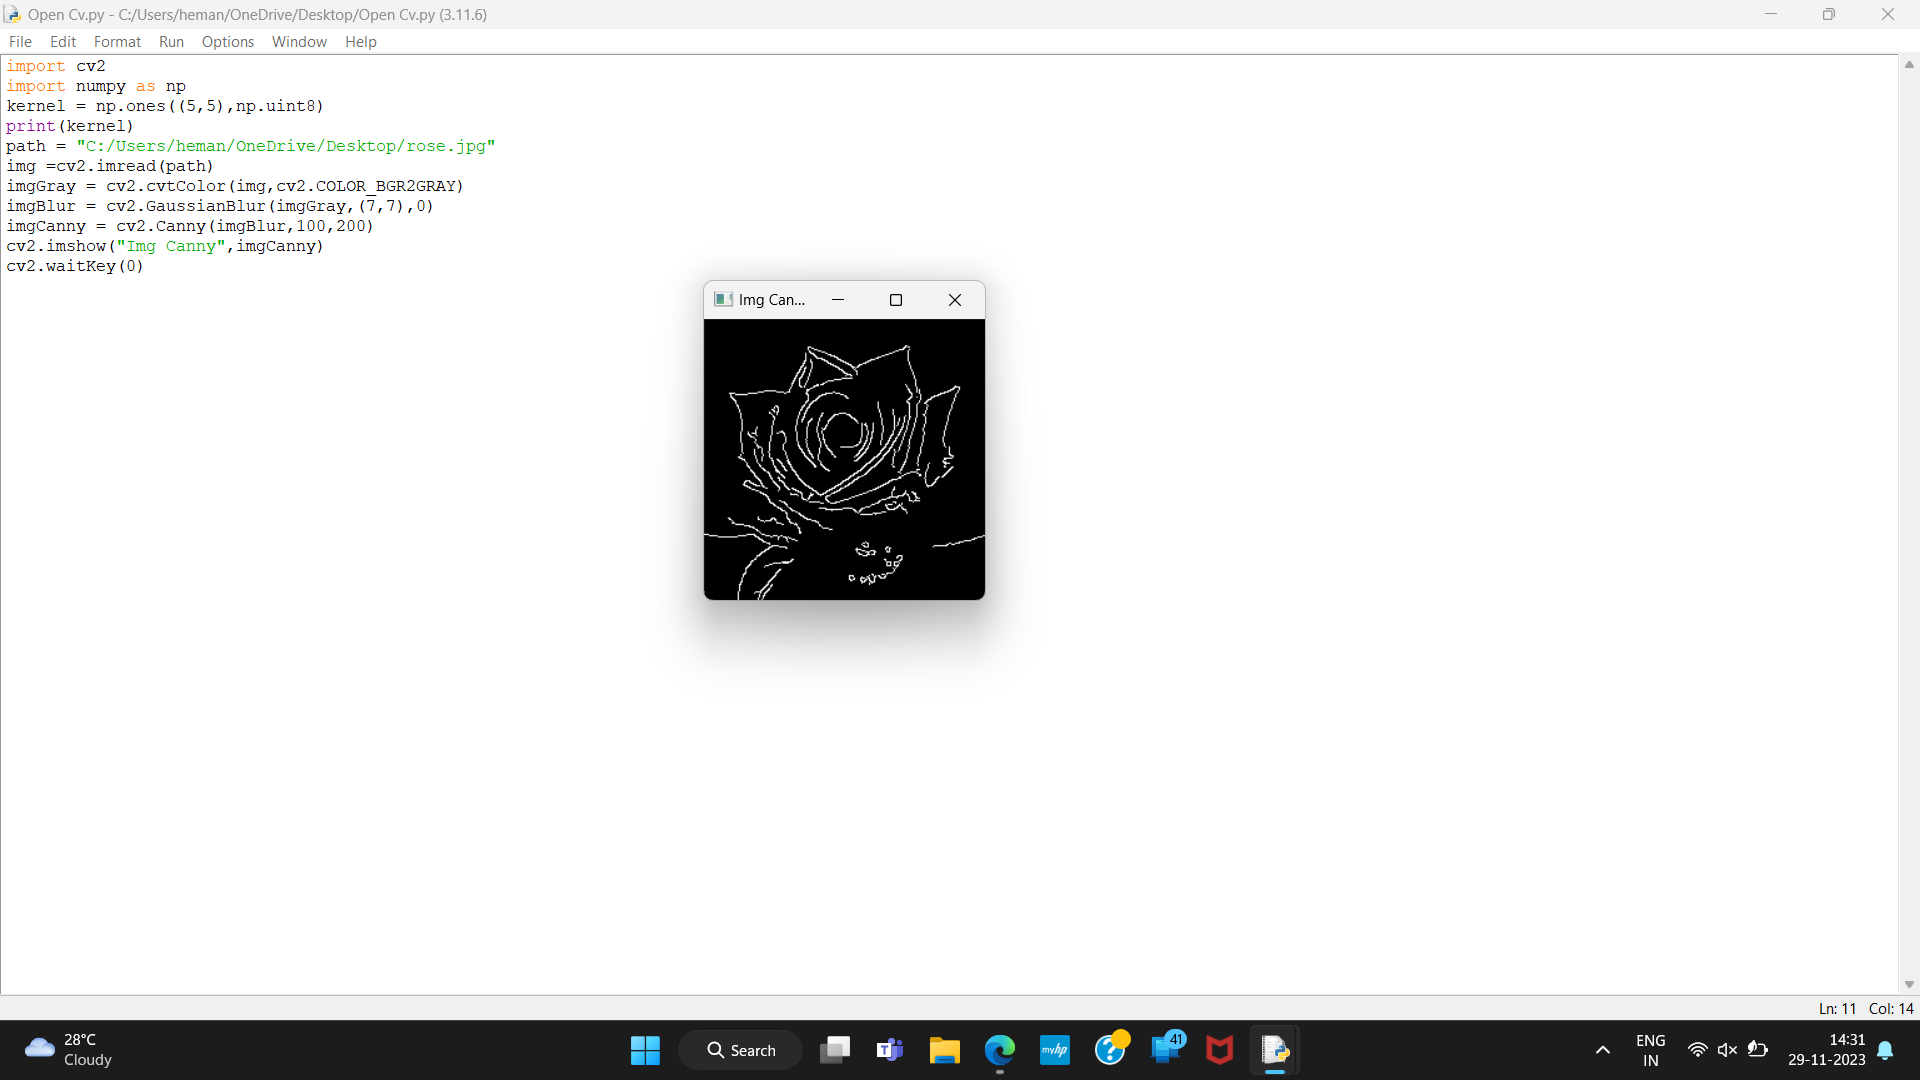 Open Cv.py - C:/Users/heman/OneDrive/Desktop/Open Cv.py (3.11.6)
File Edit Format Run Options Window Help
import cv2
import numpy as np
kernel = np.ones((5,5),np.uint8)
print(kernel)
path = "C:/Users/heman/OneDrive/Desktop/rose.jpg"
img =cv2.imread(path)
imgGray = cv2.cvtColor(img,cv2.COLOR_BGR2GRAY)
imgBlur = cv2.GaussianBlur(imgGray,(7,7),0)
imgCanny = cv2.Canny(imgBlur,100,200)
cv2.imshow("Img Canny",imgCanny)
cv2.waitKey(0)
Img Can...
Ln: 11 Col: 14
28°C
Cloudy
Search
myhp
41
ENG
IN
14:31
29-11-2023